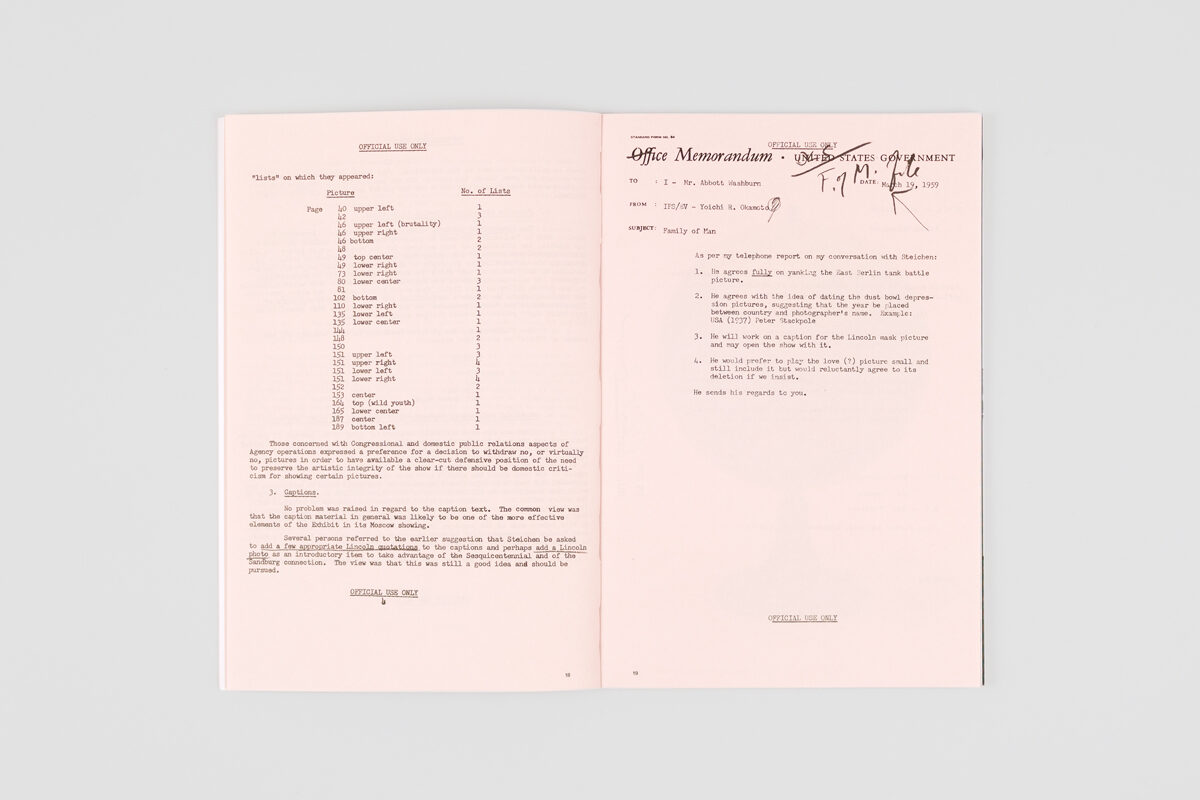 OFFICIAL USE ONLY
"lists" on which they appeared:
Picture No. of Lists
Page 40 upper left 1
42 3
46 upper left (brutality) 1
46 upper right 1
46 bottom 2
48 2
49 top center 1
49 lower right 1
73 lower right 1
80 lower center 3
81 1
102 bottom 2
110 lower right 1
135 lower left 1
135 lower center 1
144 1
148 2
150 3
151 upper left 3
151 upper right 4
151 lower left 3
151 lower right 4
152 2
153 center 1
164 top (wild youth) 1
165 lower center 1
187 center 1
189 bottom left 1
Those concerned with Congressional and domestic public relations aspects of
Agency operations expressed a preference for a decision to withdraw no, or virtually
no, pictures in order to have available a clear-cut defensive position of the need
to preserve the artistic integrity of the show if there should be domestic criti-
cism for showing certain pictures.
3. Captions.
No problem was raised in regard to the caption text. The common view was
that the caption material in general was likely to be one of the more effective
elements of the Exhibit in its Moscow showing.
Several persons referred to the earlier suggestion that Steichen be asked
to add a few appropriate Lincoln quotations to the captions and perhaps add a Lincoln
photo as an introductory item to take advantage of the Sesquicentennial and of the
Sandburg connection. The view was that this was still a good idea and should be
pursued.
OFFICIAL USE ONLY
4
18
STANDARD FORM NO. 64
OFFICIAL USE ONLY
Office Memorandum • UNITED STATES GOVERNMENT
F. of M. file
TO : I - Mr. Abbott Washburn DATE: March 19, 1959
FROM : IPS/ - Yoichi R. Okamoto
SUBJECT: Family of Man
As per my telephone report on my conversation with Steichen:
1. He agrees fully on yanking the East Berlin tank battle
picture.
2. He agrees with the idea of dating the dust bowl depres-
sion pictures, suggesting that the year be placed
between country and photographer's name. Example:
USA (1937) Peter Stackpole
3. He will work on a caption for the Lincoln mask picture
and may open the show with it.
4. He would prefer to play the love (?) picture small and
still include it but would reluctantly agree to its
deletion if we insist.
He sends his regards to you.
OFFICIAL USE ONLY
19